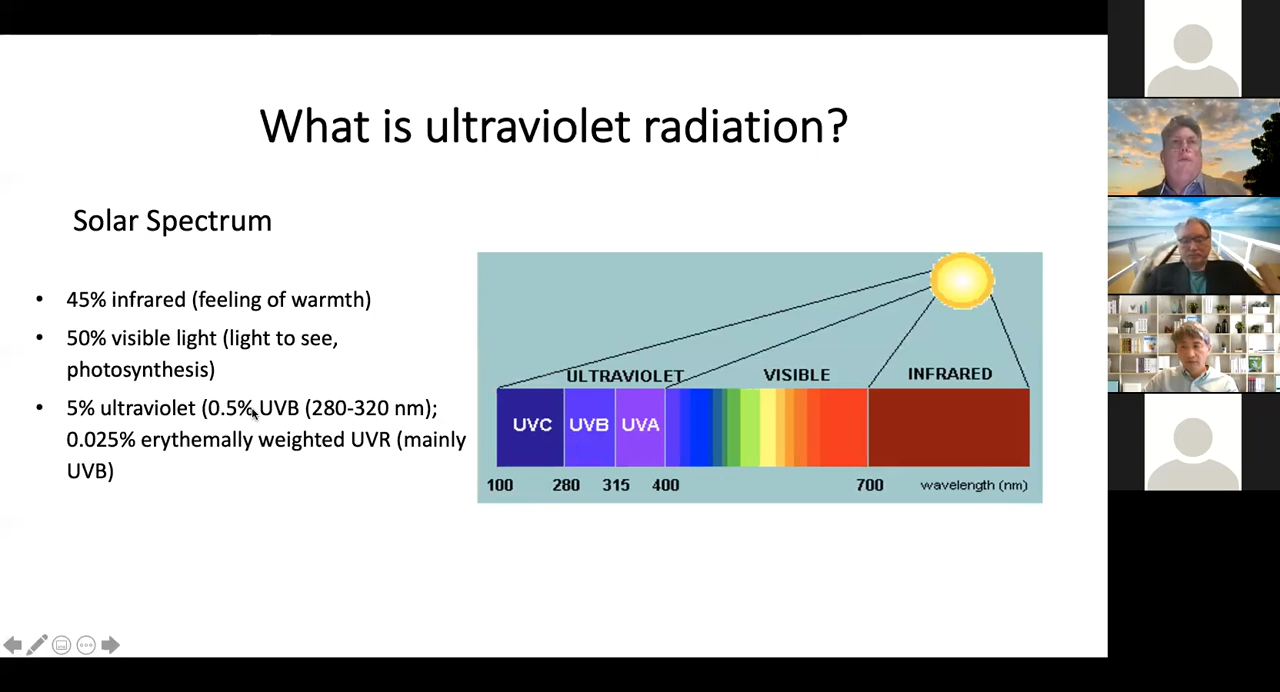 What is ultraviolet radiation?
Solar Spectrum
• 45% infrared (feeling of warmth)
• 50% visible light (light to see,
photosynthesis)
• 5% ultraviolet (0.5% UVB (280-320 nm);
0.025% erythemally weighted UVR (mainly
UVB)
ULTRAVIOLET VISIBLE INFRARED
UVC UVB UVA
100 280 315 400 700 wavelength (nm)